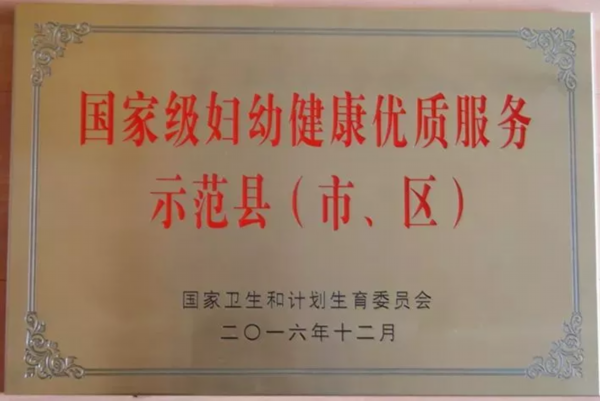 国家级妇幼健康优质服务
示范县（市、区）
国家卫生和计划生育委员会
二〇一六年十二月